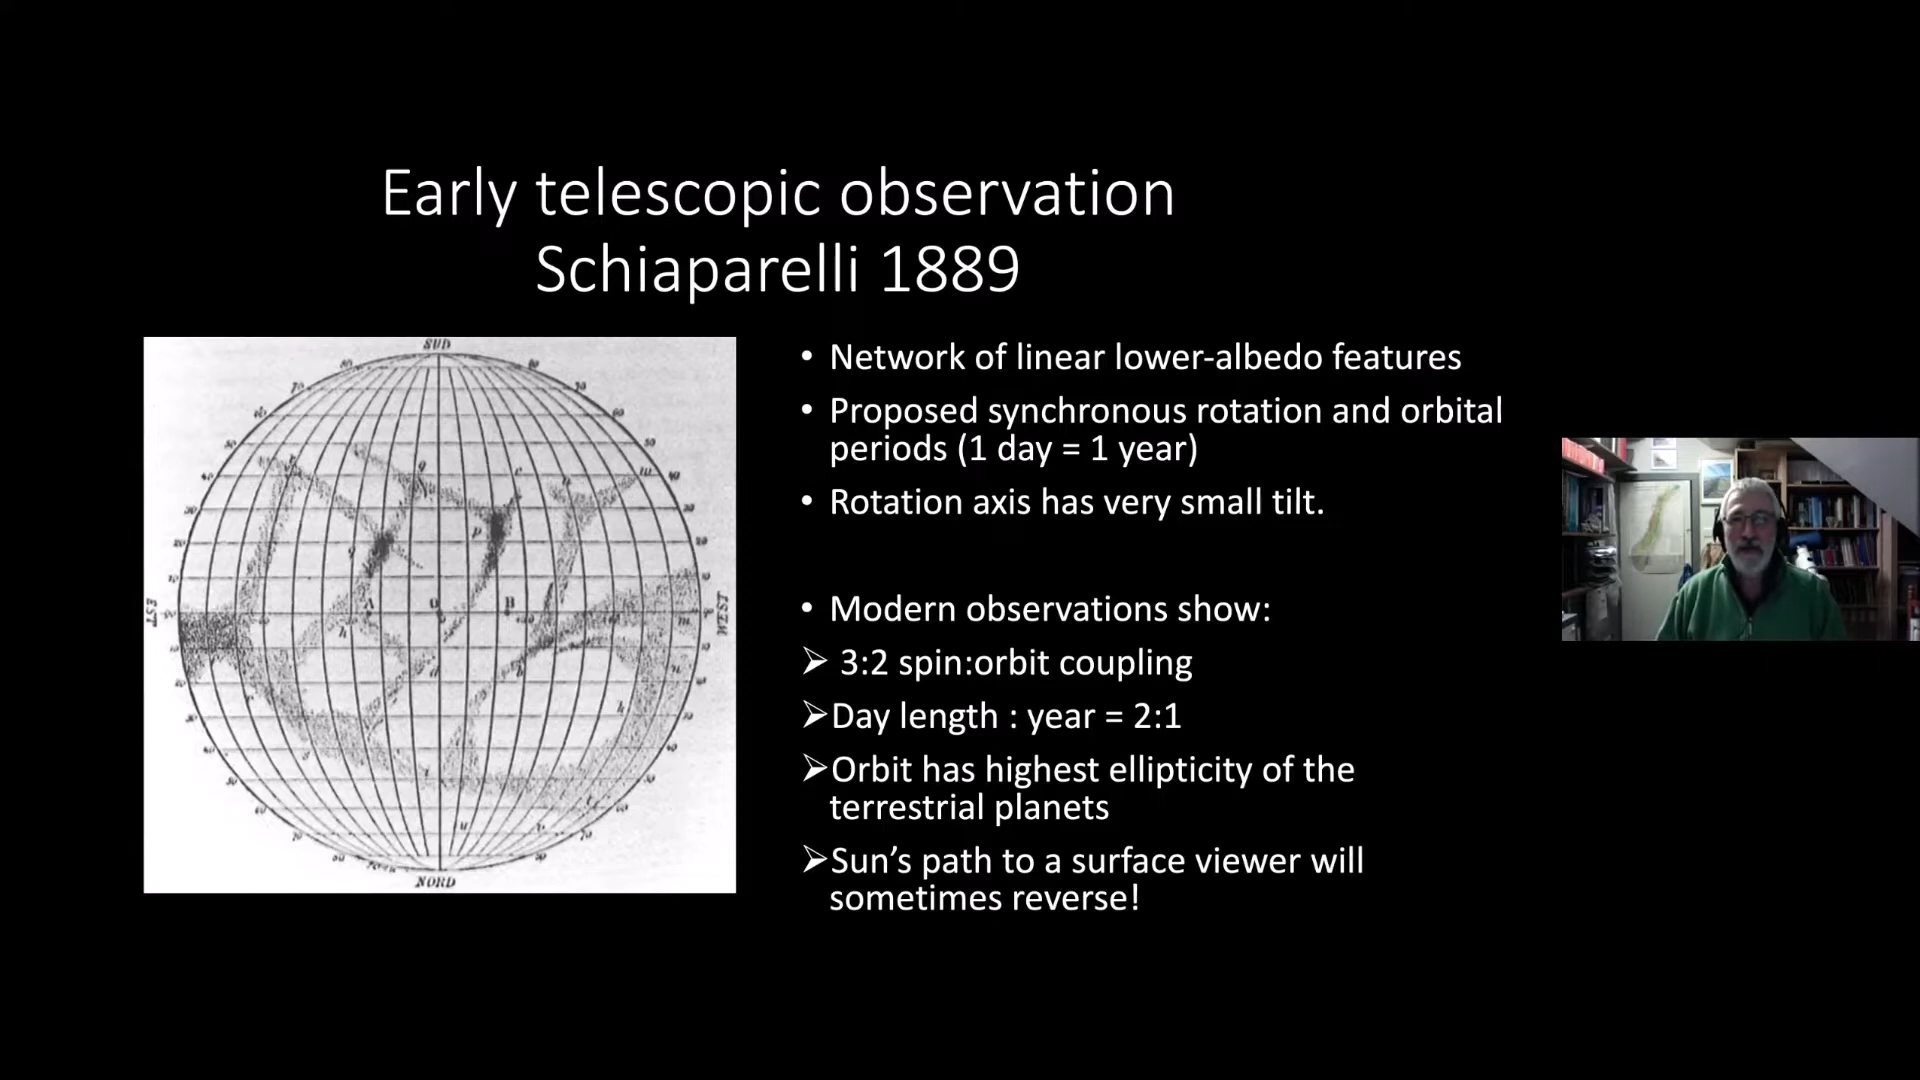 Early telescopic observation
Schiaparelli 1889
SUD
EST
WEST
NORD
• Network of linear lower-albedo features
• Proposed synchronous rotation and orbital
periods (1 day = 1 year)
• Rotation axis has very small tilt.
• Modern observations show:
➢ 3:2 spin:orbit coupling
➢Day length : year = 2:1
➢Orbit has highest ellipticity of the
terrestrial planets
➢Sun’s path to a surface viewer will
sometimes reverse!